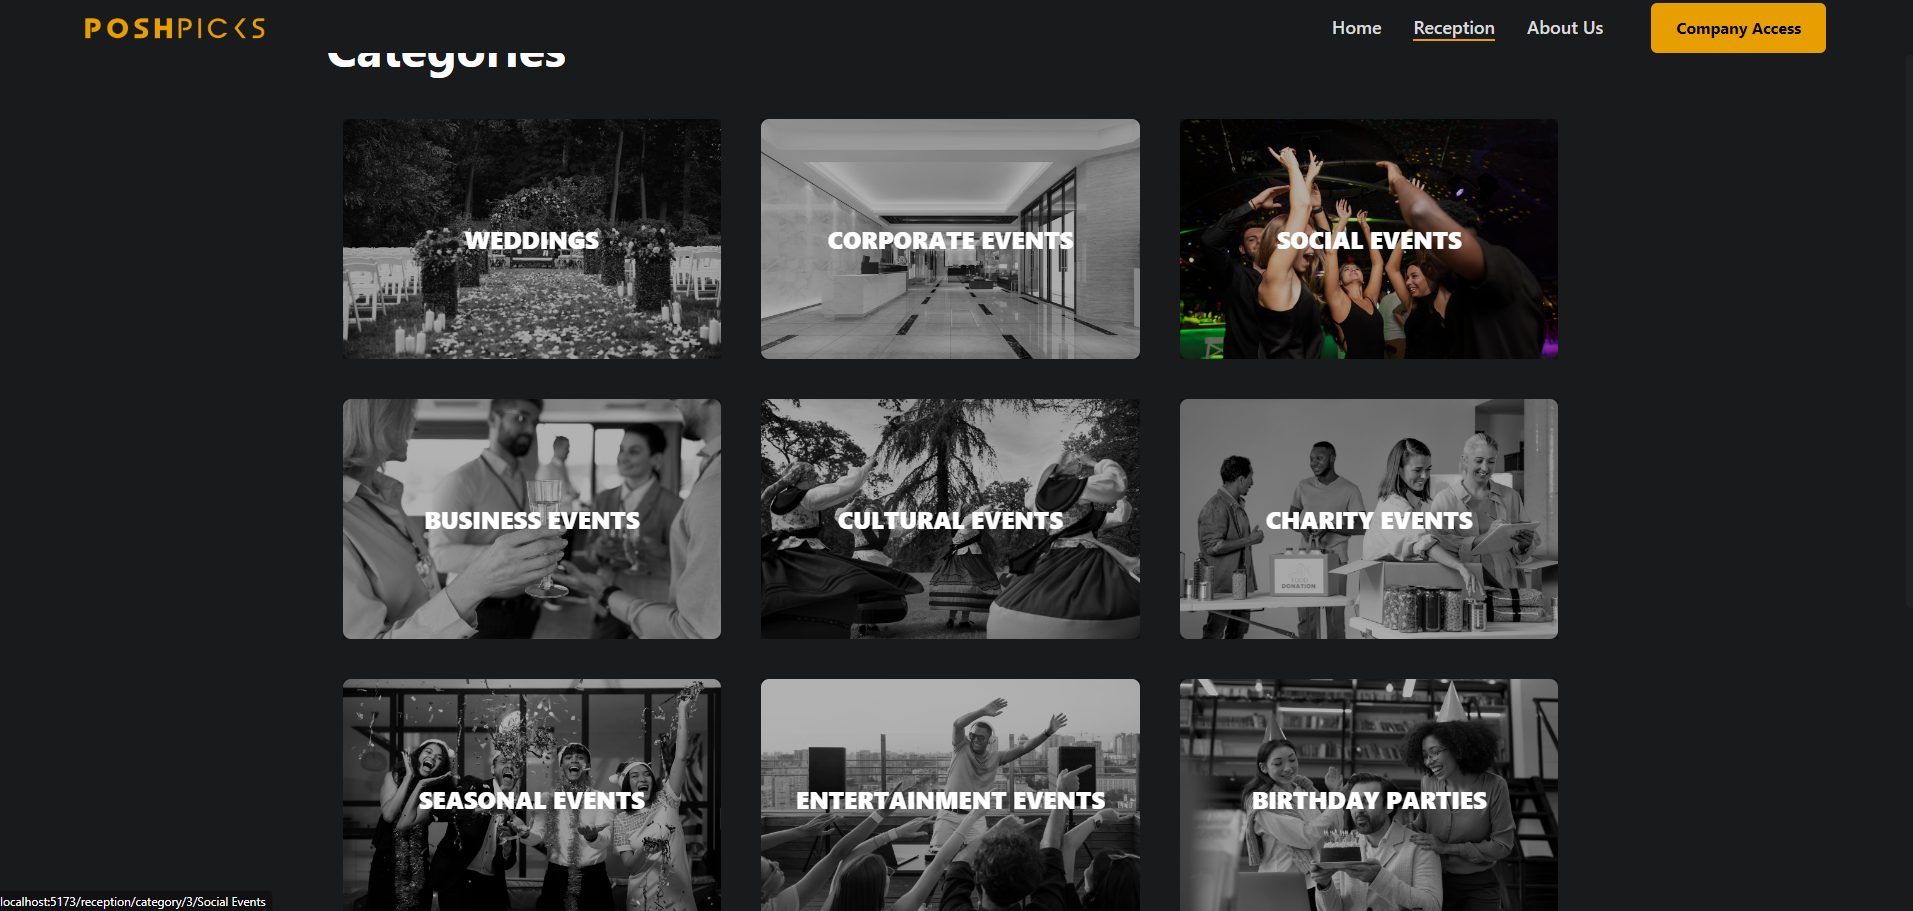 POSHPICKS
Home Reception About Us Company Access
Categories
WEDDINGS
CORPORATE EVENTS
SOCIAL EVENTS
BUSINESS EVENTS
CULTURAL EVENTS
CHARITY EVENTS
FOOD
DONATION
SEASONAL EVENTS
ENTERTAINMENT EVENTS
BIRTHDAY PARTIES
localhost:5173/reception/category/3/Social Events